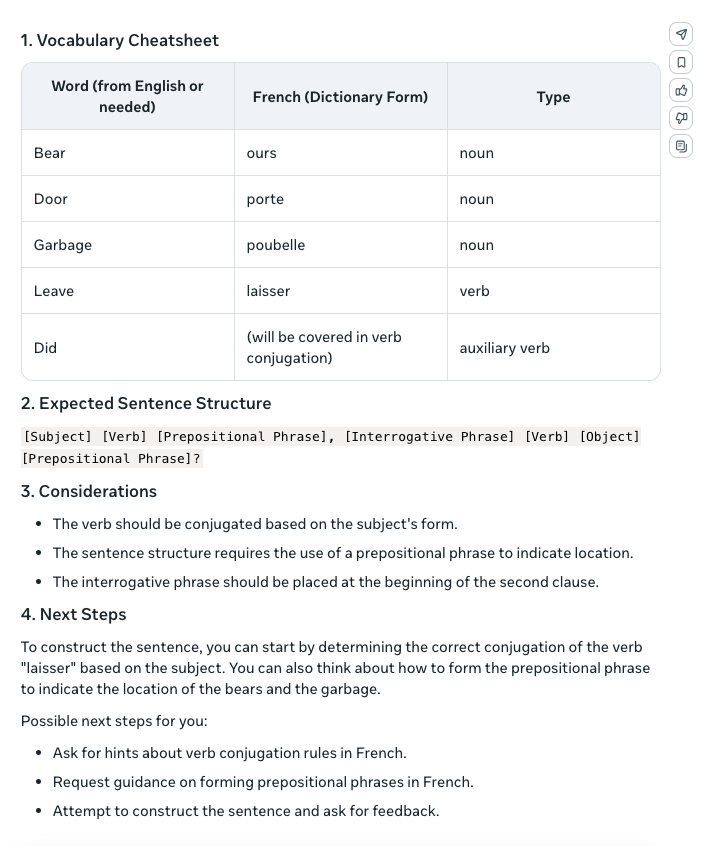 1. Vocabulary Cheatsheet
Word (from English or
needed)
French (Dictionary Form)
Type
Bear
ours
noun
Door
porte
noun
Garbage
poubelle
noun
Leave
laisser
verb
Did
(will be covered in verb
conjugation)
auxiliary verb
2. Expected Sentence Structure
[Subject] [Verb] [Prepositional Phrase], [Interrogative Phrase] [Verb] [Object]
[Prepositional Phrase]?
3. Considerations
• The verb should be conjugated based on the subject's form.
• The sentence structure requires the use of a prepositional phrase to indicate location.
• The interrogative phrase should be placed at the beginning of the second clause.
4. Next Steps
To construct the sentence, you can start by determining the correct conjugation of the verb
"laisser" based on the subject. You can also think about how to form the prepositional phrase
to indicate the location of the bears and the garbage.
Possible next steps for you:
• Ask for hints about verb conjugation rules in French.
• Request guidance on forming prepositional phrases in French.
• Attempt to construct the sentence and ask for feedback.